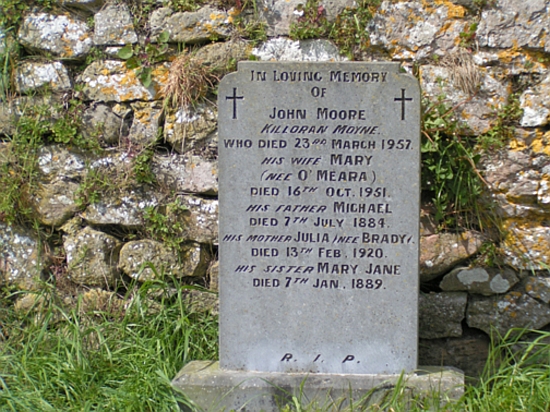 In Loving Memory
of
John Moore
Killoran Moyne.
Who died 23rd March 1957.
his wife Mary
(nee O'Meara)
died 16th Oct. 1951.
his father Michael
died 7th July 1884.
his mother Julia (nee Brady).
died 13th Feb. 1920.
his sister Mary Jane
died 7th Jan. 1889.
R. I. P.